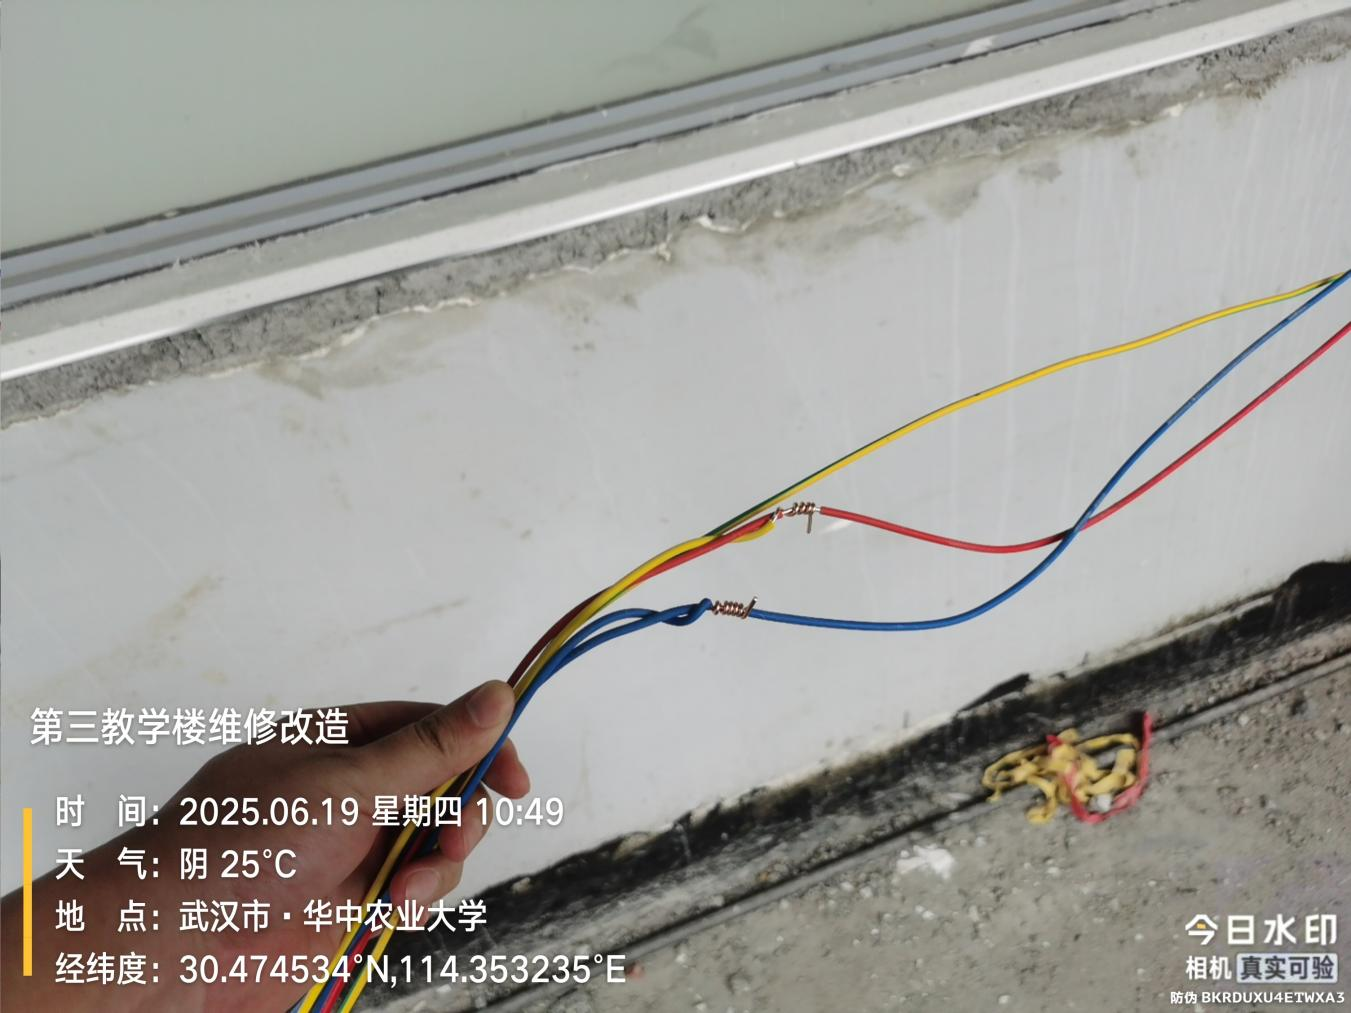 第三教学楼维修改造
时 间：2025.06.19 星期四 10:49
天 气：阴 25°C
地 点：武汉市·华中农业大学
经纬度：30.474534°N,114.353235°E
今日水印
相机 真实可验
防伪 BKRDUXU4ETWXA3